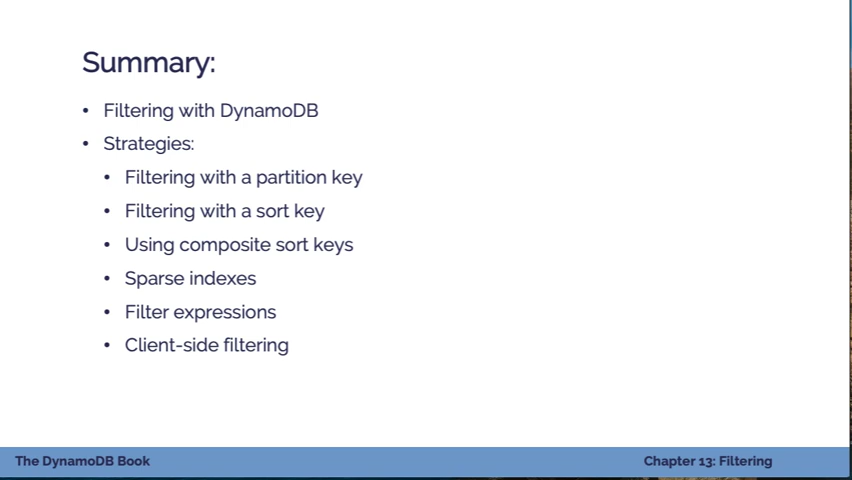 Summary:
• Filtering with DynamoDB
• Strategies:
• Filtering with a partition key
• Filtering with a sort key
• Using composite sort keys
• Sparse indexes
• Filter expressions
• Client-side filtering
The DynamoDB Book
Chapter 13: Filtering